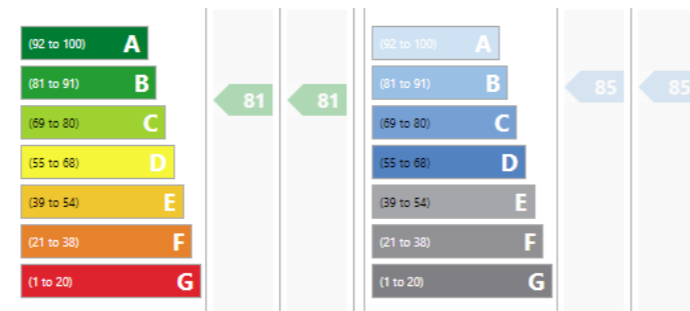 (92 to 100) A
(81 to 91) B
(69 to 80) C
(55 to 68) D
(39 to 54) E
(21 to 38) F
(1 to 20) G
81
81
(92 to 100) A
(81 to 91) B
(69 to 80) C
(55 to 68) D
(39 to 54) E
(21 to 38) F
(1 to 20) G
85
85